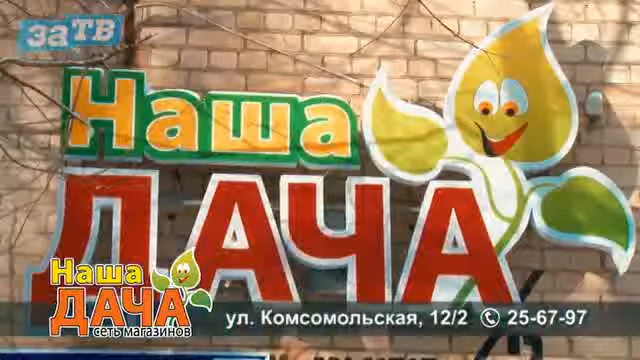 заТВ
Наша
ДАЧА
Наша
ДАЧА
сеть магазинов
ул. Комсомольская, 12/2 25-67-97